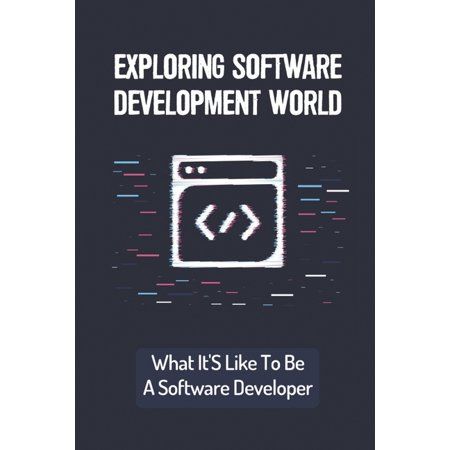 EXPLORING SOFTWARE
DEVELOPMENT WORLD
</>
What It'S Like To Be
A Software Developer